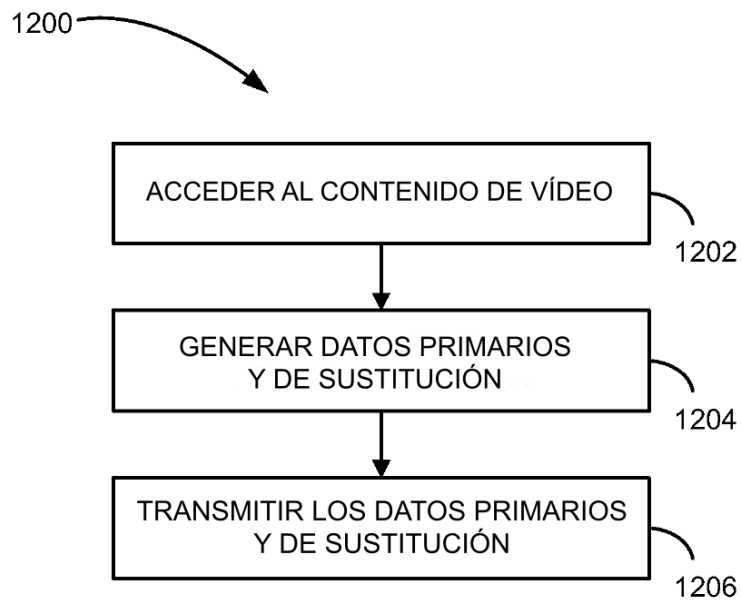 1200
ACCEDER AL CONTENIDO DE VÍDEO
1202
GENERAR DATOS PRIMARIOS
Y DE SUSTITUCIÓN
1204
TRANSMITIR LOS DATOS PRIMARIOS
Y DE SUSTITUCIÓN
1206